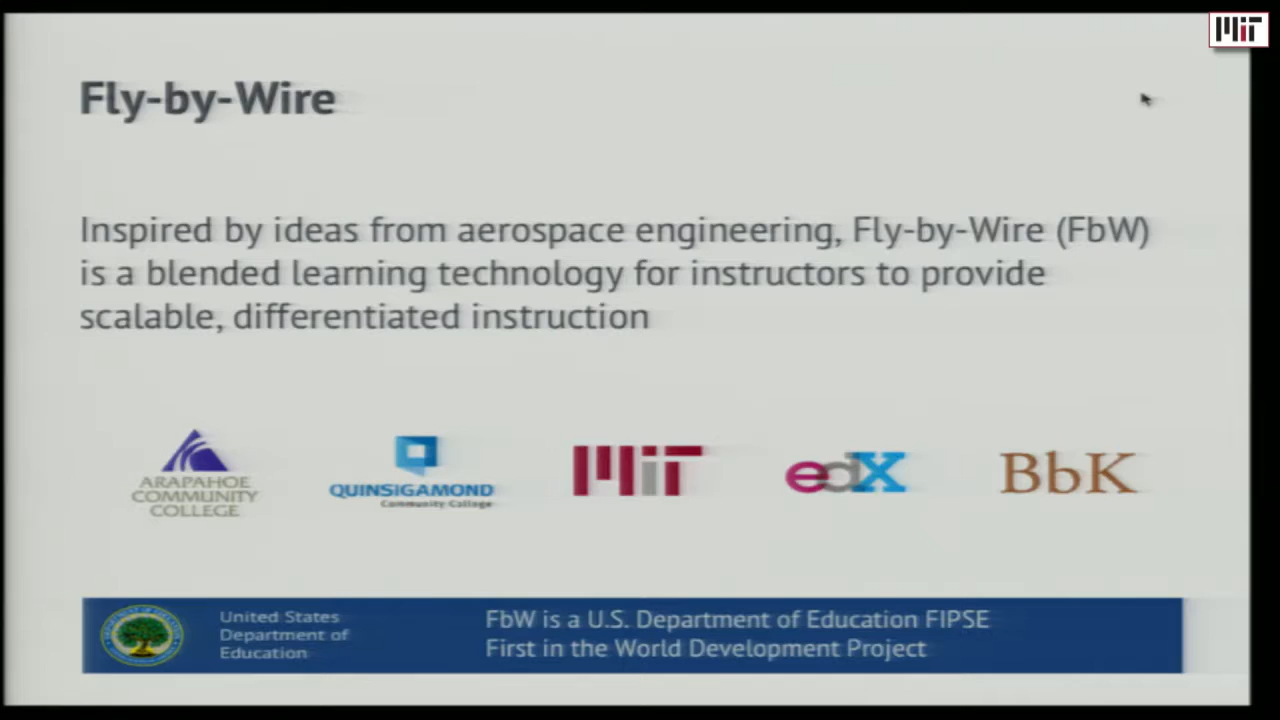 MIT
Fly-by-Wire
Inspired by ideas from aerospace engineering, Fly-by-Wire (FbW)
is a blended learning technology for instructors to provide
scalable, differentiated instruction
ARAPAHOE
COMMUNITY
COLLEGE
QUINSIGAMOND
Community College
MIT
edX
BbK
United States
Department of
Education
FbW is a U.S. Department of Education FIPSE
First in the World Development Project